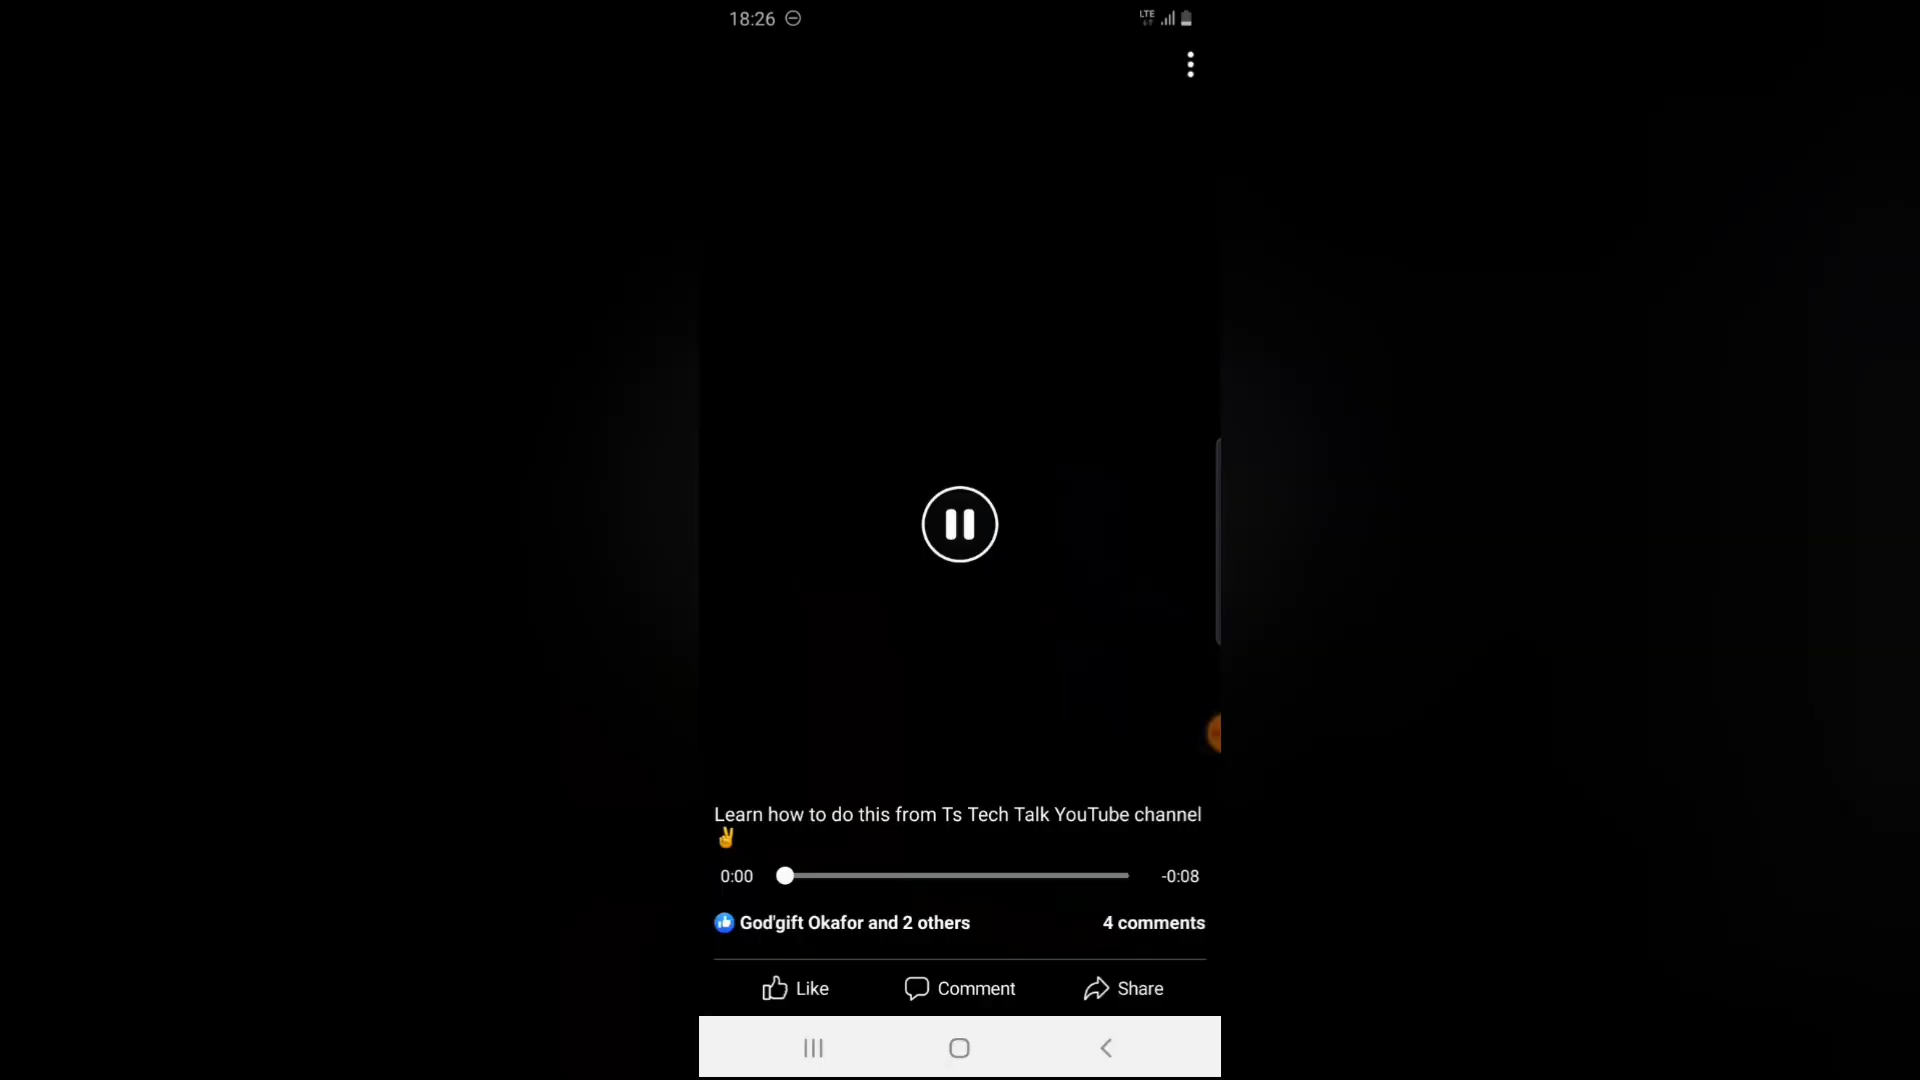 18:26
LTE
Learn how to do this from Ts Tech Talk YouTube channel
✌
0:00
-0:08
God'gift Okafor and 2 others
4 comments
Like
Comment
Share